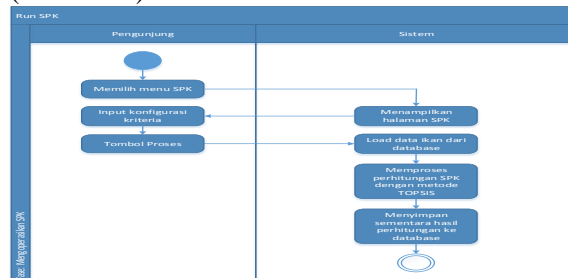 Run SPK
Pengunjung
Sistem
Memilih menu SPK
Menampilkan
halaman SPK
Input konfigurasi
kriteria
Tombol Proses
Load data ikan dari
database
Memproses
perhitungan SPK
dengan metode
TOPSIS
Menyimpan
sementara hasil
perhitungan ke
database
Mengoperasikan SPK